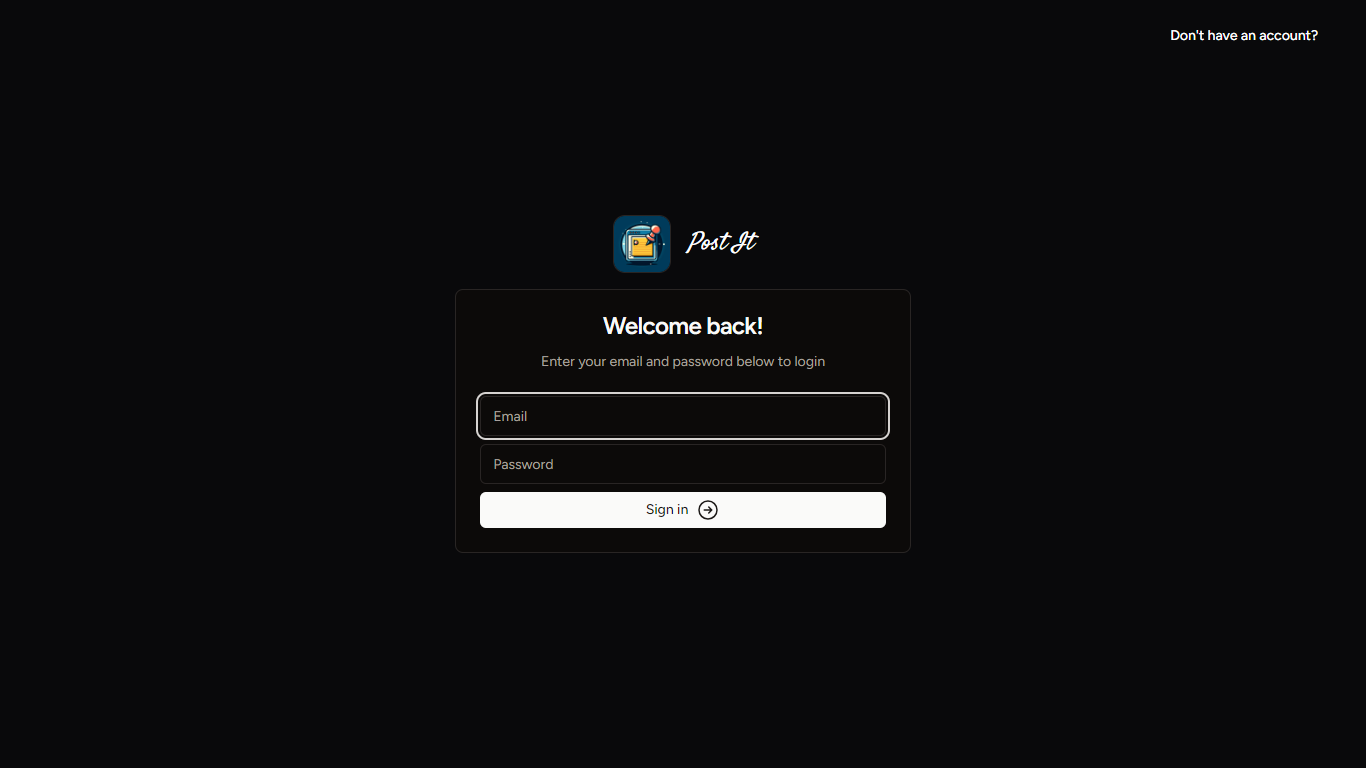 Don't have an account?
Post It
Welcome back!
Enter your email and password below to login
Email
Password
Sign in